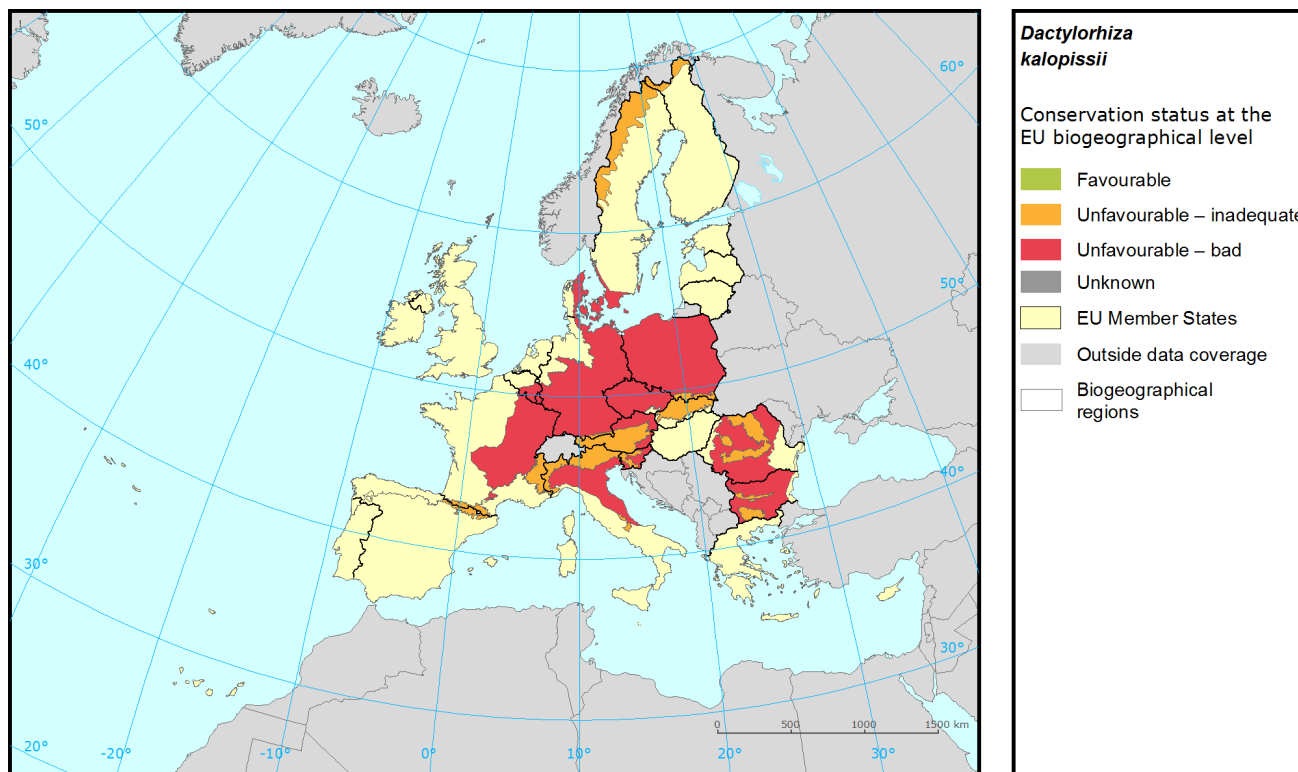 60°
50°
50°
40°
40°
30°
30°
20°
-20°
-10°
0°
10°
20°
30°
0 500 1000 1500 km
Dactylorhiza
kalopissii
Conservation status at the
EU biogeographical level
Favourable
Unfavourable – inadequate
Unfavourable – bad
Unknown
EU Member States
Outside data coverage
Biogeographical
regions